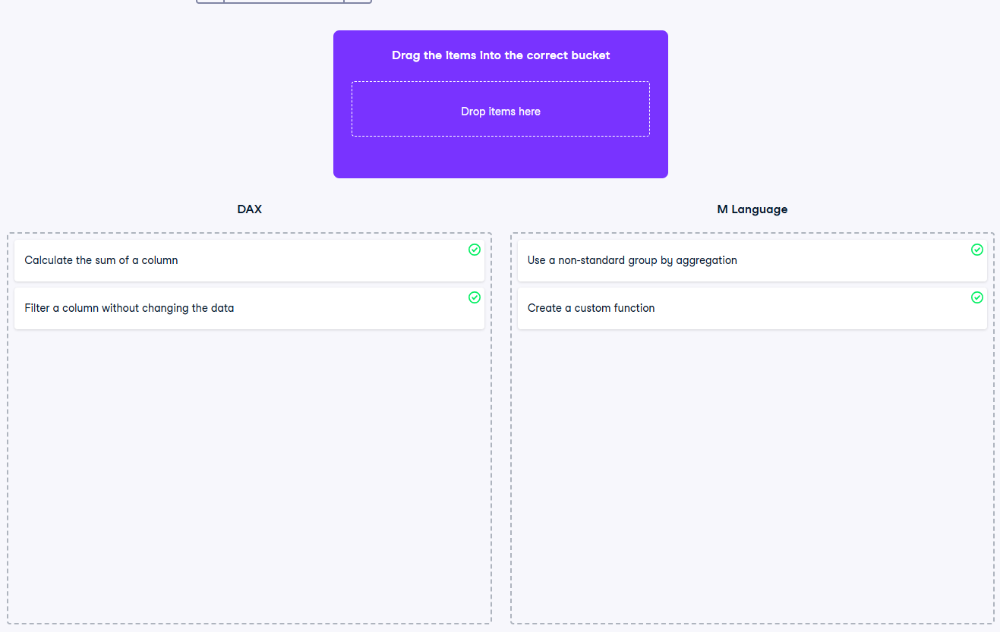 Drag the items into the correct bucket
Drop items here
DAX
M Language
Calculate the sum of a column
Use a non-standard group by aggregation
Filter a column without changing the data
Create a custom function